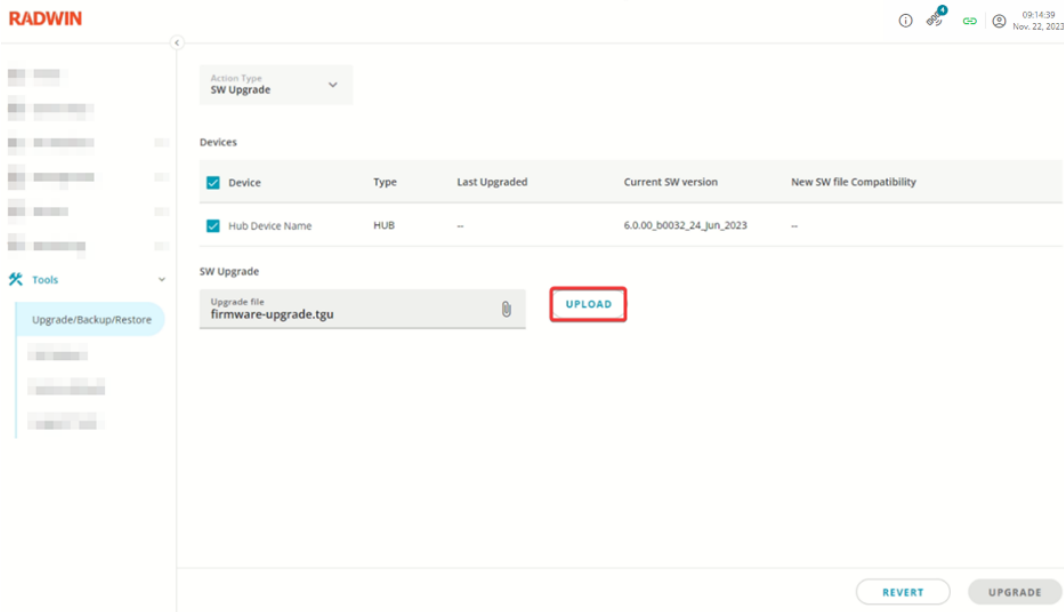 RADWIN
4
09:14:39
Nov. 22, 2023
Action Type
SW Upgrade
Devices
Device Type Last Upgraded Current SW version New SW file Compatibility
Hub Device Name HUB -- 6.0.00_b0032_24_Jun_2023 --
Tools
SW Upgrade
Upgrade/Backup/Restore
Upgrade file
firmware-upgrade.tgu
UPLOAD
REVERT UPGRADE